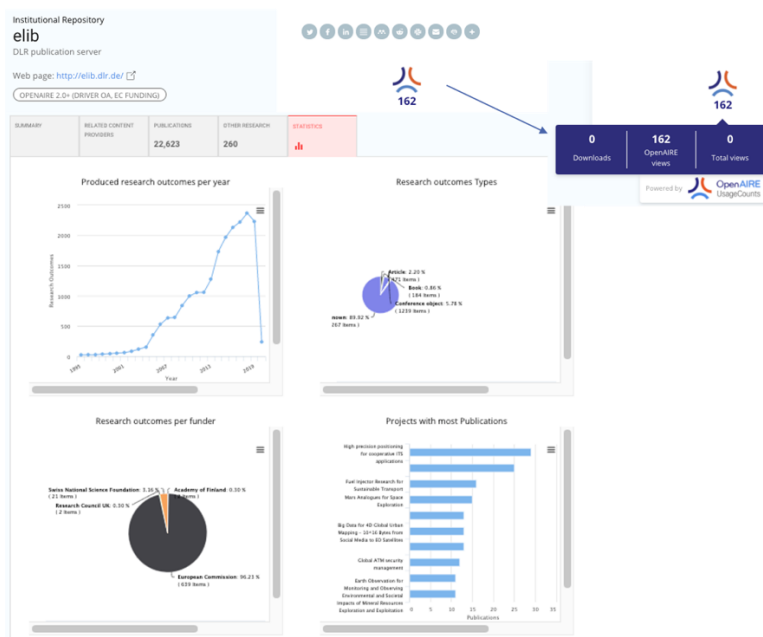 Institutional Repository
elib
DLR publication server
Web page: http://elib.dlr.de/
OPENAIRE 2.0+ (DRIVER OA, EC FUNDING)
162
162
0
Downloads
162
OpenAIRE
views
0
Total views
Powered by
OpenAIRE
UsageCounts
SUMMARY
RELATED CONTENT
PROVIDERS
PUBLICATIONS
22,623
OTHER RESEARCH
260
STATISTICS
Produced research outcomes per year
Research Outcomes
2500
2000
1500
1000
500
0
1995
2001
2007
2013
2019
Year
Research outcomes Types
Article: 2.20 %
Book: 0.86 %
( 184 Items )
Conference object: 5.78 %
( 1239 Items )
nown:
267 Items )
Research outcomes per funder
Swiss National Science Foundation: 3.16 %
( 21 Items )
Academy of Finland: 0.30 %
Research Council UK: 0.30 %
( 2 Items )
European Commission: 96.23 %
( 639 Items )
Projects with most Publications
High precision positioning
for cooperative ITS
applications
Fuel Injector Research for
Sustainable Transport
Mars Analogues for Space
Exploration
Big Data for 4D Global Urban
Mapping – 10^16 Bytes from
Social Media to EO Satellites
Global ATM security
management
Earth Observation for
Monitoring and Observing
Environmental and Societal
Impacts of Mineral Resources
Exploration and Exploitation
0
5
10
15
20
25
30
35
Publications